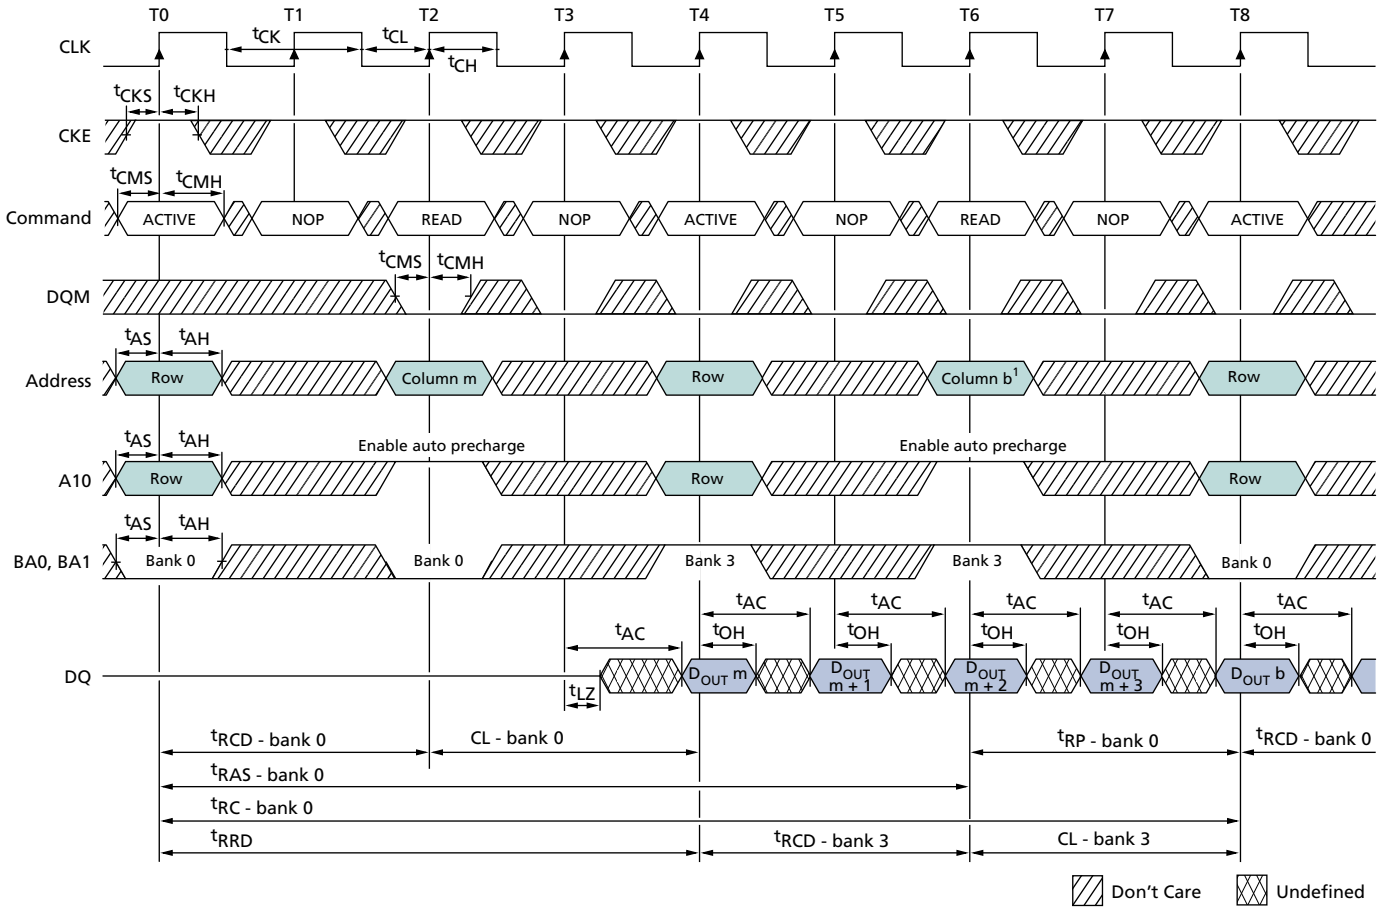 T0 T1 T2 T3 T4 T5 T6 T7 T8
CLK tCK tCL
tCH
tCKS tCKH
CKE
tCMS tCMH
Command ACTIVE NOP READ NOP ACTIVE NOP READ NOP ACTIVE
tCMS tCMH
DQM
tAS tAH
Address Row Column m Row Column b1 Row
tAS tAH Enable auto precharge Enable auto precharge
A10 Row Row Row
tAS tAH
BA0, BA1 Bank 0 Bank 0 Bank 3 Bank 3 Bank 0
tAC tAC tAC tAC tAC
tAC tOH tOH tOH tOH tOH
DQ DOUT m DOUT m + 1 DOUT m + 2 DOUT m + 3 DOUT b
tLZ
tRCD - bank 0 CL - bank 0 tRP - bank 0 tRCD - bank 0
tRAS - bank 0
tRC - bank 0
tRRD tRCD - bank 3 CL - bank 3
Don't Care Undefined